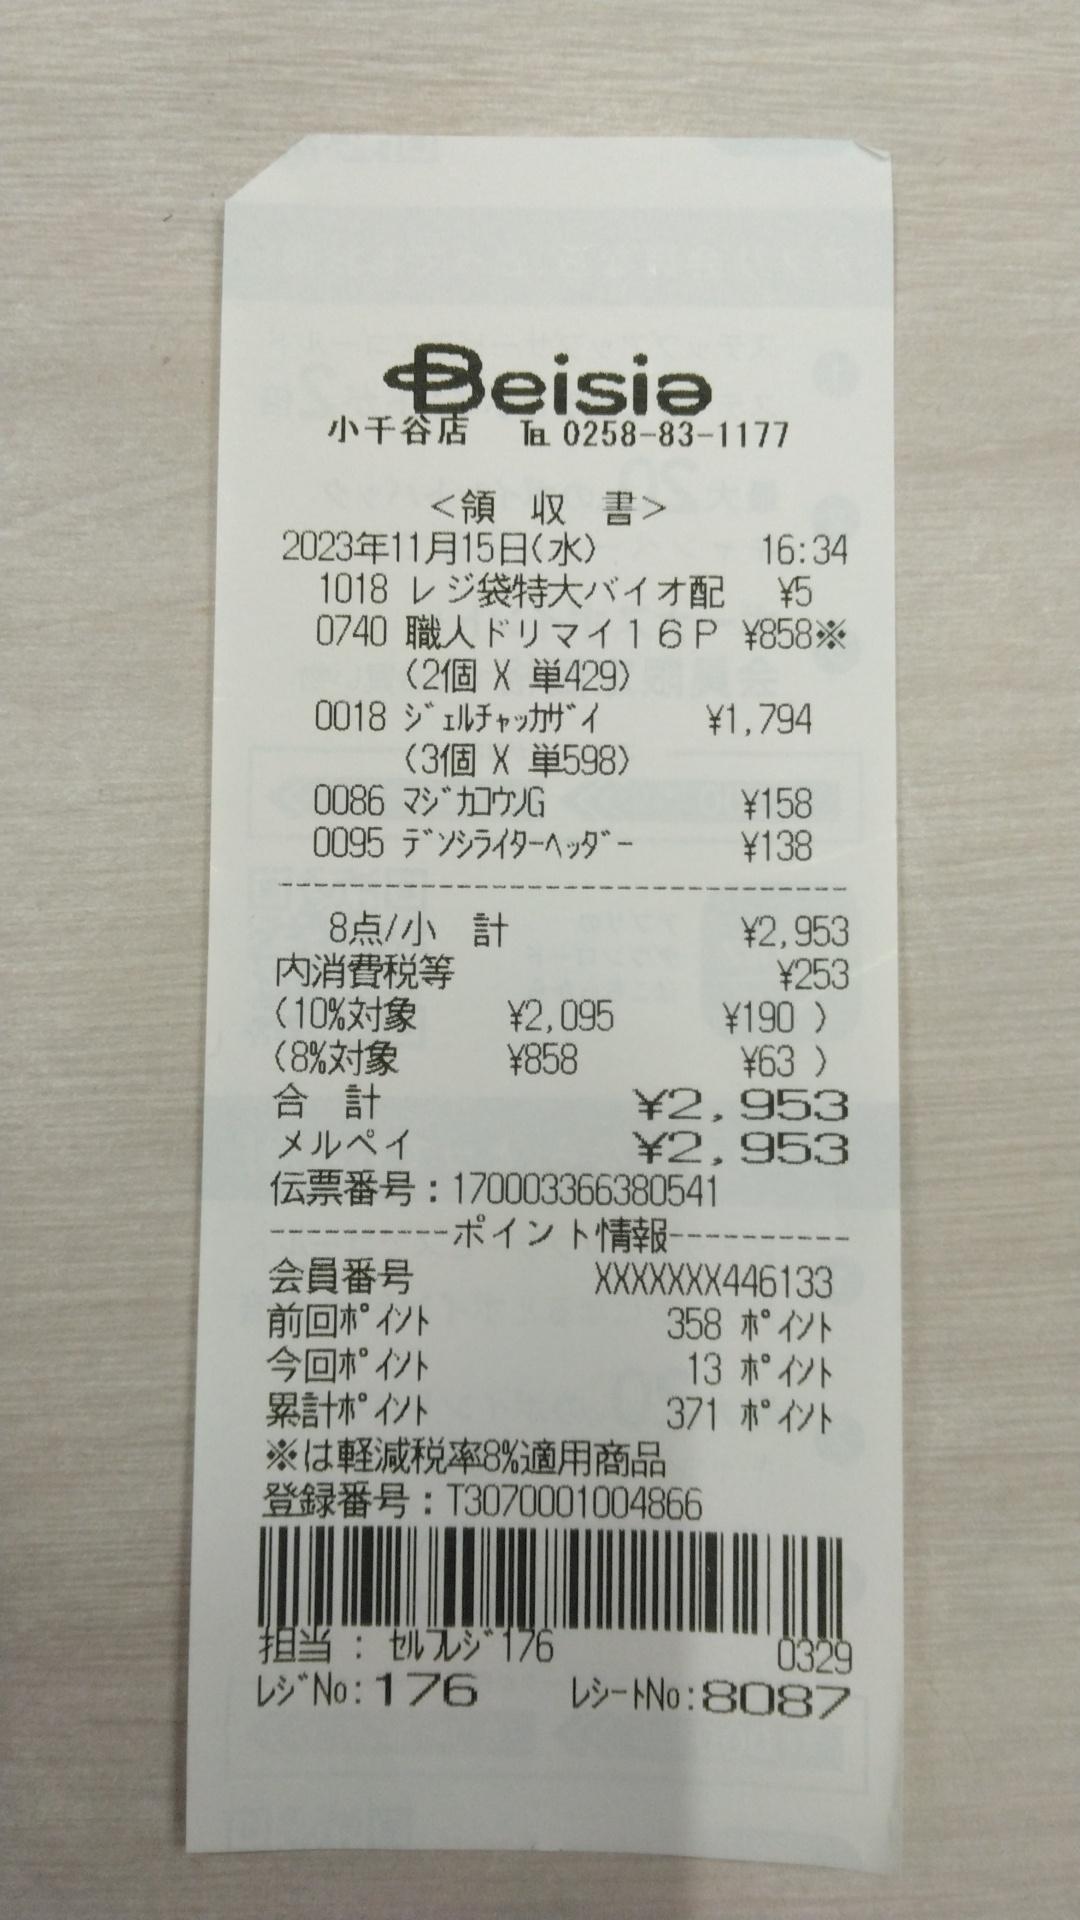 Beisia
小千谷店 ℡ 0258-83-1177
<領 収 書>
2023年11月15日(水) 16:34
1018 レジ袋特大バイオ配 ¥5
0740 職人ドリマイ16P ¥858※
(2個 X 単429)
0018 ジェルチャッカザイ ¥1,794
(3個 X 単598)
0086 マジカコウノG ¥158
0095 デンシライターヘッダー ¥138
8点/小 計 ¥2,953
内消費税等 ¥253
(10%対象 ¥2,095 ¥190 )
(8%対象 ¥858 ¥63 )
合 計 ¥2,953
メルペイ ¥2,953
伝票番号:170003366380541
----------ポイント情報----------
会員番号 XXXXXXX446133
前回ポイント 358 ポイント
今回ポイント 13 ポイント
累計ポイント 371 ポイント
※は軽減税率8%適用商品
登録番号:T3070001004866
担当 : セルフレジ176 0329
レジNo:176 レシートNo:8087